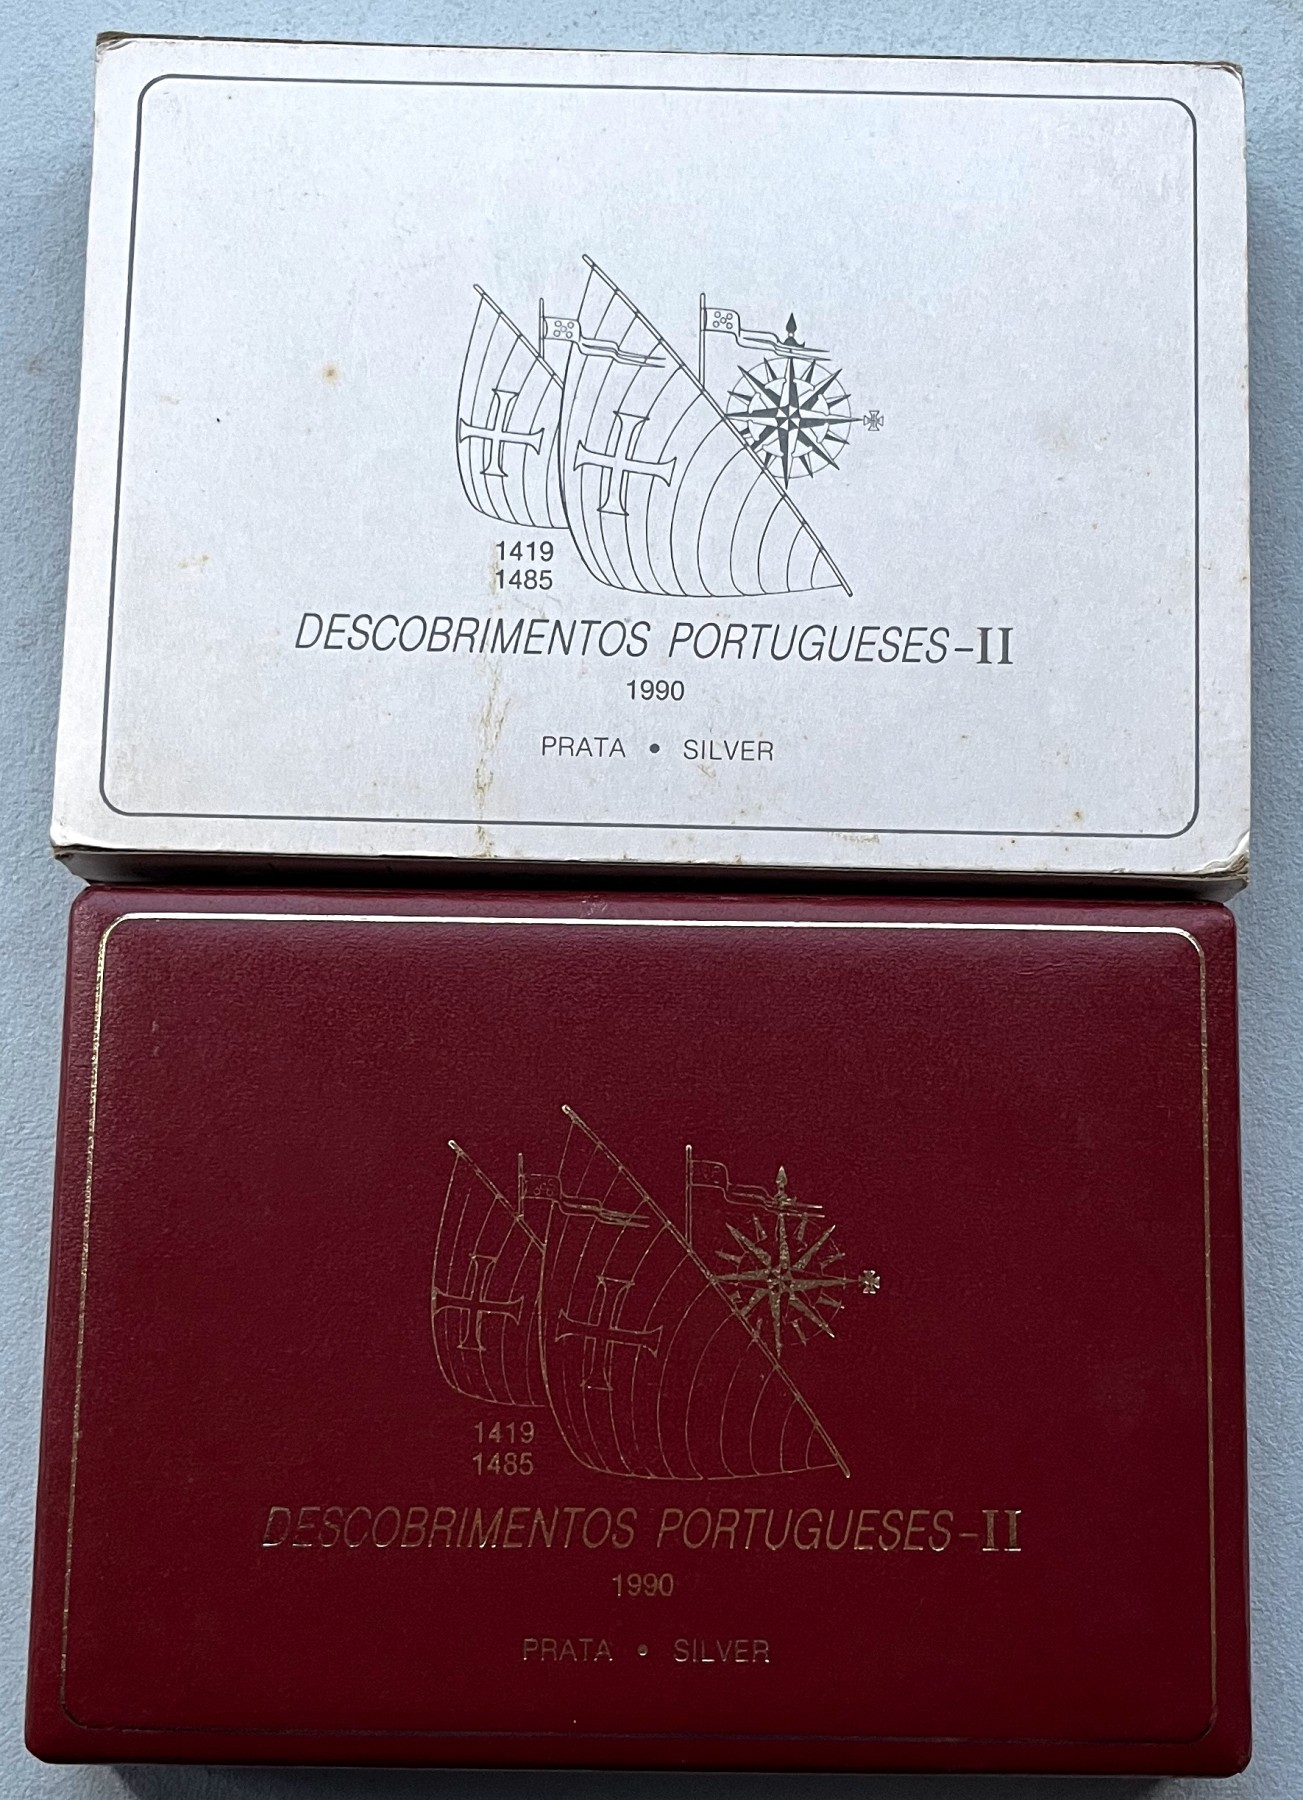 1419
1485
DESCOBRIMENTOS PORTUGUESES-II
1990
PRATA • SILVER
1419
1485
DESCOBRIMENTOS PORTUGUESES-II
1990
PRATA • SILVER